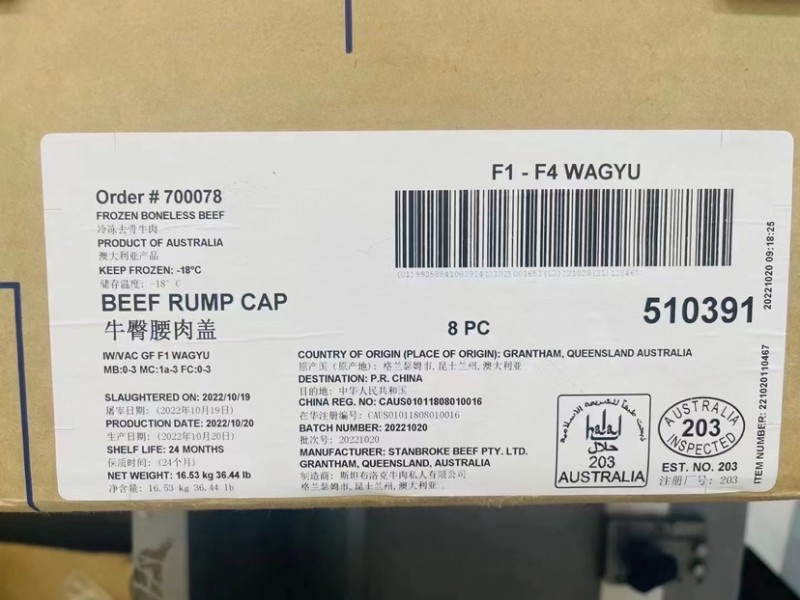 F1 - F4 WAGYU
Order # 700078
FROZEN BONELESS BEEF
冷冻去骨牛肉
PRODUCT OF AUSTRALIA
澳大利亚产品
KEEP FROZEN: -18°C
储存温度: -18° C
BEEF RUMP CAP
牛臀腰肉盖
8 PC
510391
IW/VAC GF F1 WAGYU
MB:0-3 MC:1a-3 FC:0-3
SLAUGHTERED ON: 2022/10/19
屠宰日期: (2022年10月19日)
PRODUCTION DATE: 2022/10/20
生产日期: (2022年10月20日)
SHELF LIFE: 24 MONTHS
保质时间: (24个月)
NET WEIGHT: 16.53 kg 36.44 lb
净含量: 16.53 kg 36.44 lb
COUNTRY OF ORIGIN (PLACE OF ORIGIN): GRANTHAM, QUEENSLAND AUSTRALIA
原产国 (原产地): 格兰瑟姆市, 昆士兰州, 澳大利亚
DESTINATION: P.R. CHINA
目的地: 中华人民共和国
CHINA REG. NO: CAUS01011808010016
在华注册编号: CAUS01011808010016
BATCH NUMBER: 20221020
批次号: 20221020
MANUFACTURER: STANBROKE BEEF PTY. LTD.
GRANTHAM, QUEENSLAND, AUSTRALIA
制造商: 斯坦布洛克牛肉私人有限公司
格兰瑟姆市, 昆士兰州, 澳大利亚
halal
حلال
203
AUSTRALIA
AUSTRALIA
203
INSPECTED
EST. NO. 203
注册厂号: 203
ITEM NUMBER: 221020110467
20221020 09:18:25